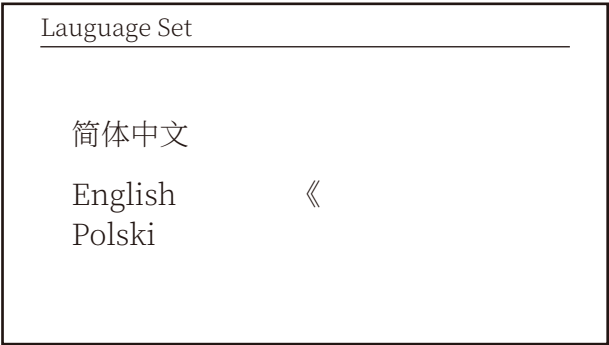 Lauguage Set
简体中文
English 《
Polski